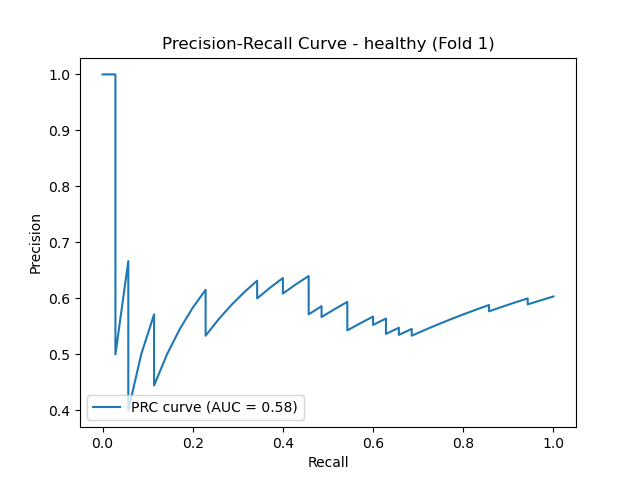 Precision-Recall Curve - healthy (Fold 1)
1.0
0.9
0.8
0.7
0.6
0.5
0.4
Precision
PRC curve (AUC = 0.58)
0.0 0.2 0.4 0.6 0.8 1.0
Recall